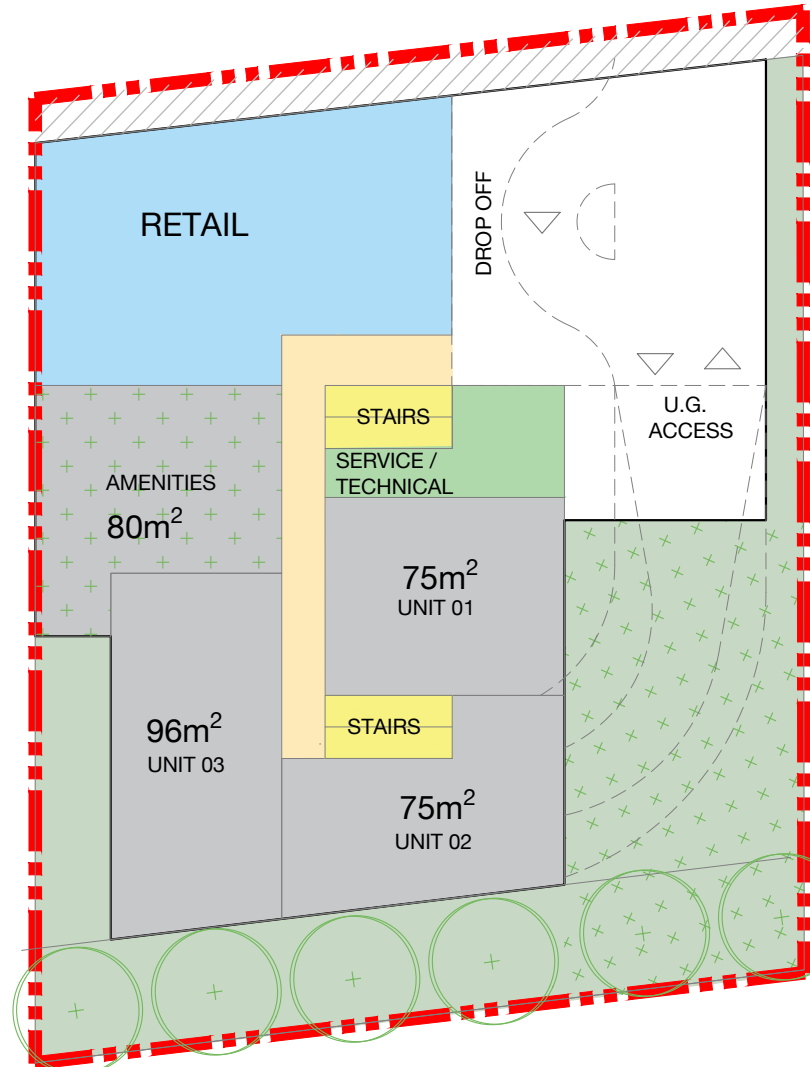 RETAIL
DROP OFF
STAIRS
U.G.
ACCESS
SERVICE /
TECHNICAL
AMENITIES
80m²
75m²
UNIT 01
96m²
UNIT 03
STAIRS
75m²
UNIT 02